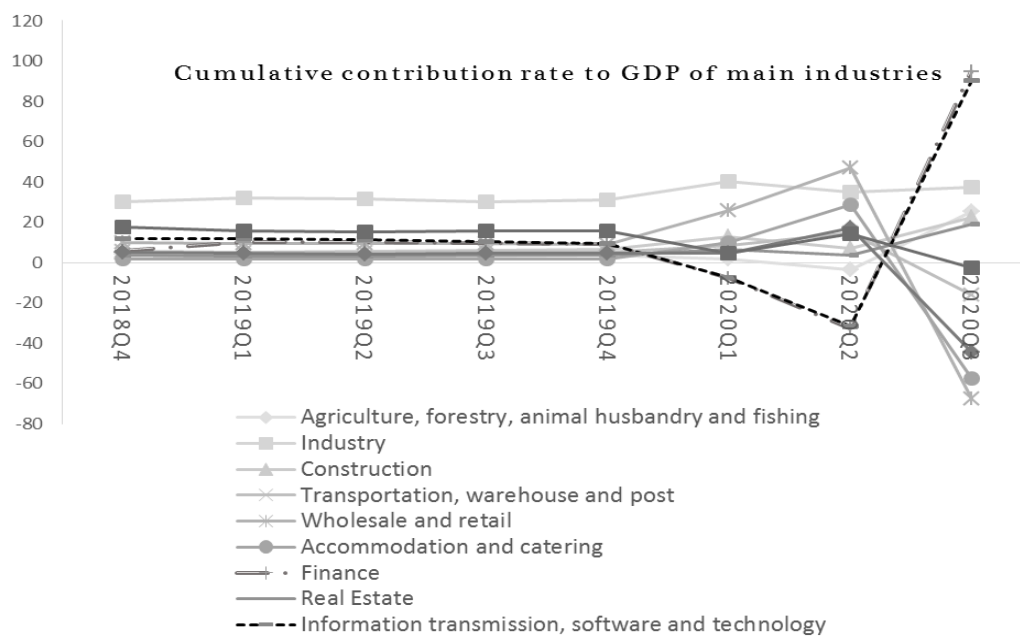 120
100
Cumulative contribution rate to GDP of main industries
80
60
40
20
0
-20
-40
-60
-80
2018Q4
2019Q1
2019Q2
2019Q3
2019Q4
2020Q1
2020Q2
2020Q3
Agriculture, forestry, animal husbandry and fishing
Industry
Construction
Transportation, warehouse and post
Wholesale and retail
Accommodation and catering
Finance
Real Estate
Information transmission, software and technology